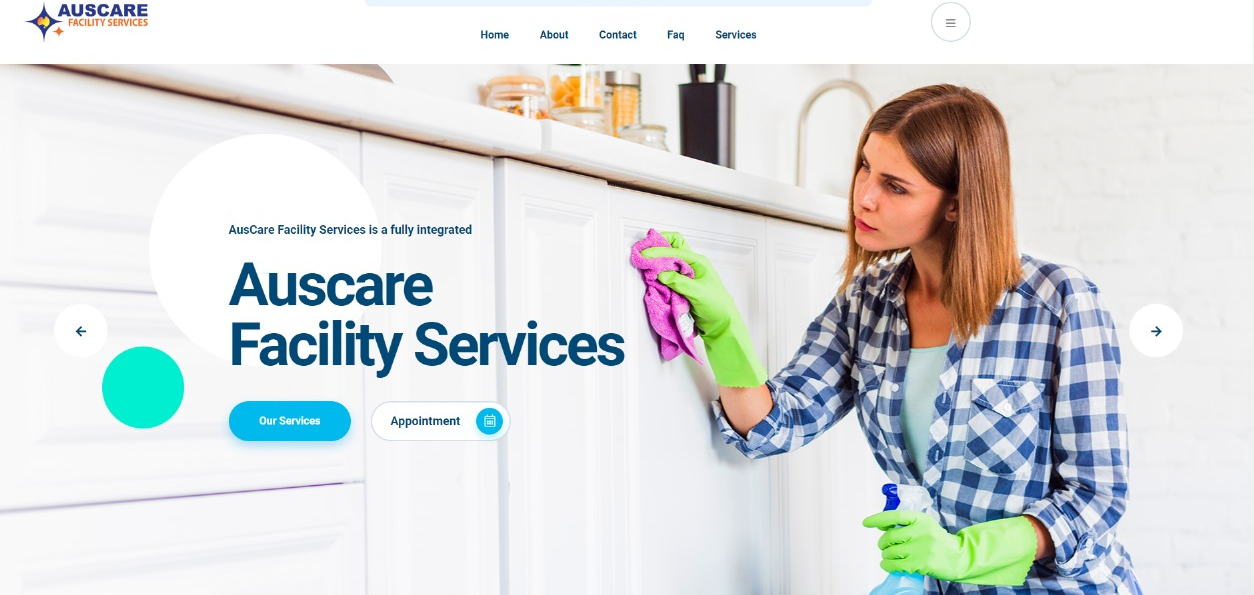 AUSCARE
FACILITY SERVICES
Home About Contact Faq Services
AusCare Facility Services is a fully integrated
Auscare
Facility Services
Our Services Appointment